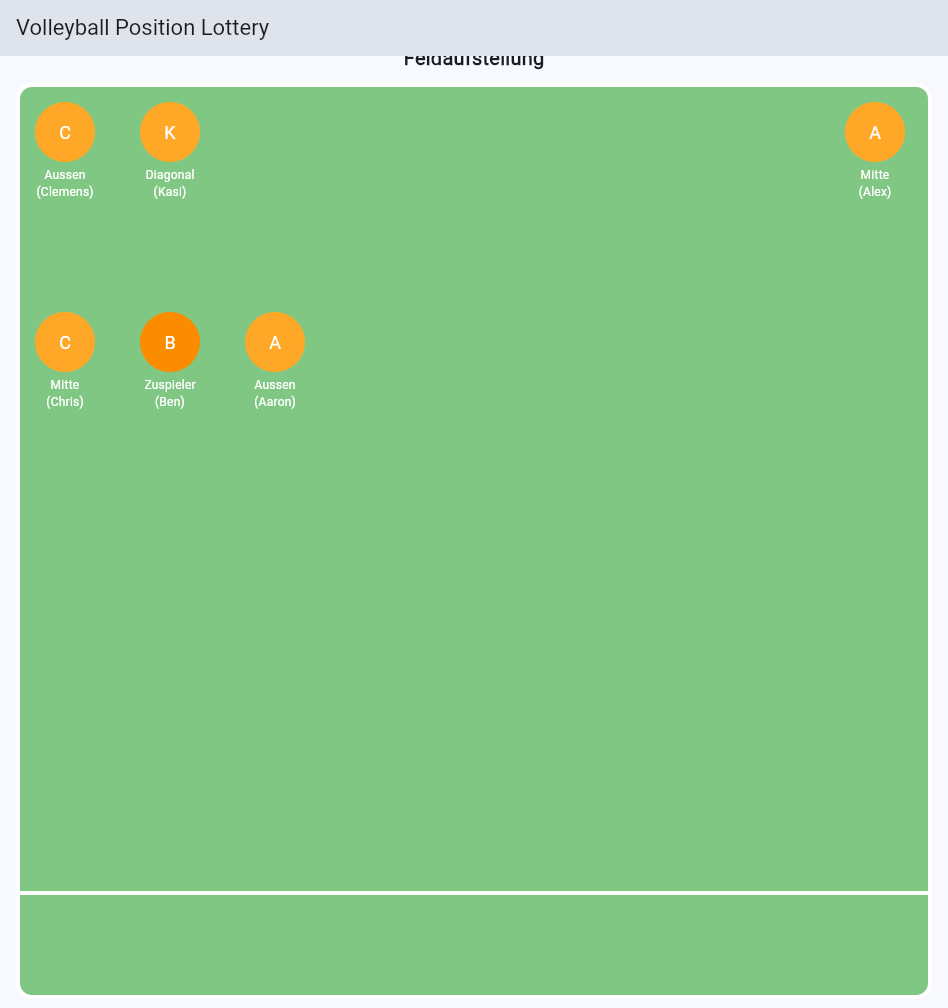 Volleyball Position Lottery
Feldaufstellung
C
K
A
Aussen
(Clemens)
Diagonal
(Kasi)
Mitte
(Alex)
C
B
A
Mitte
(Chris)
Zuspieler
(Ben)
Aussen
(Aaron)